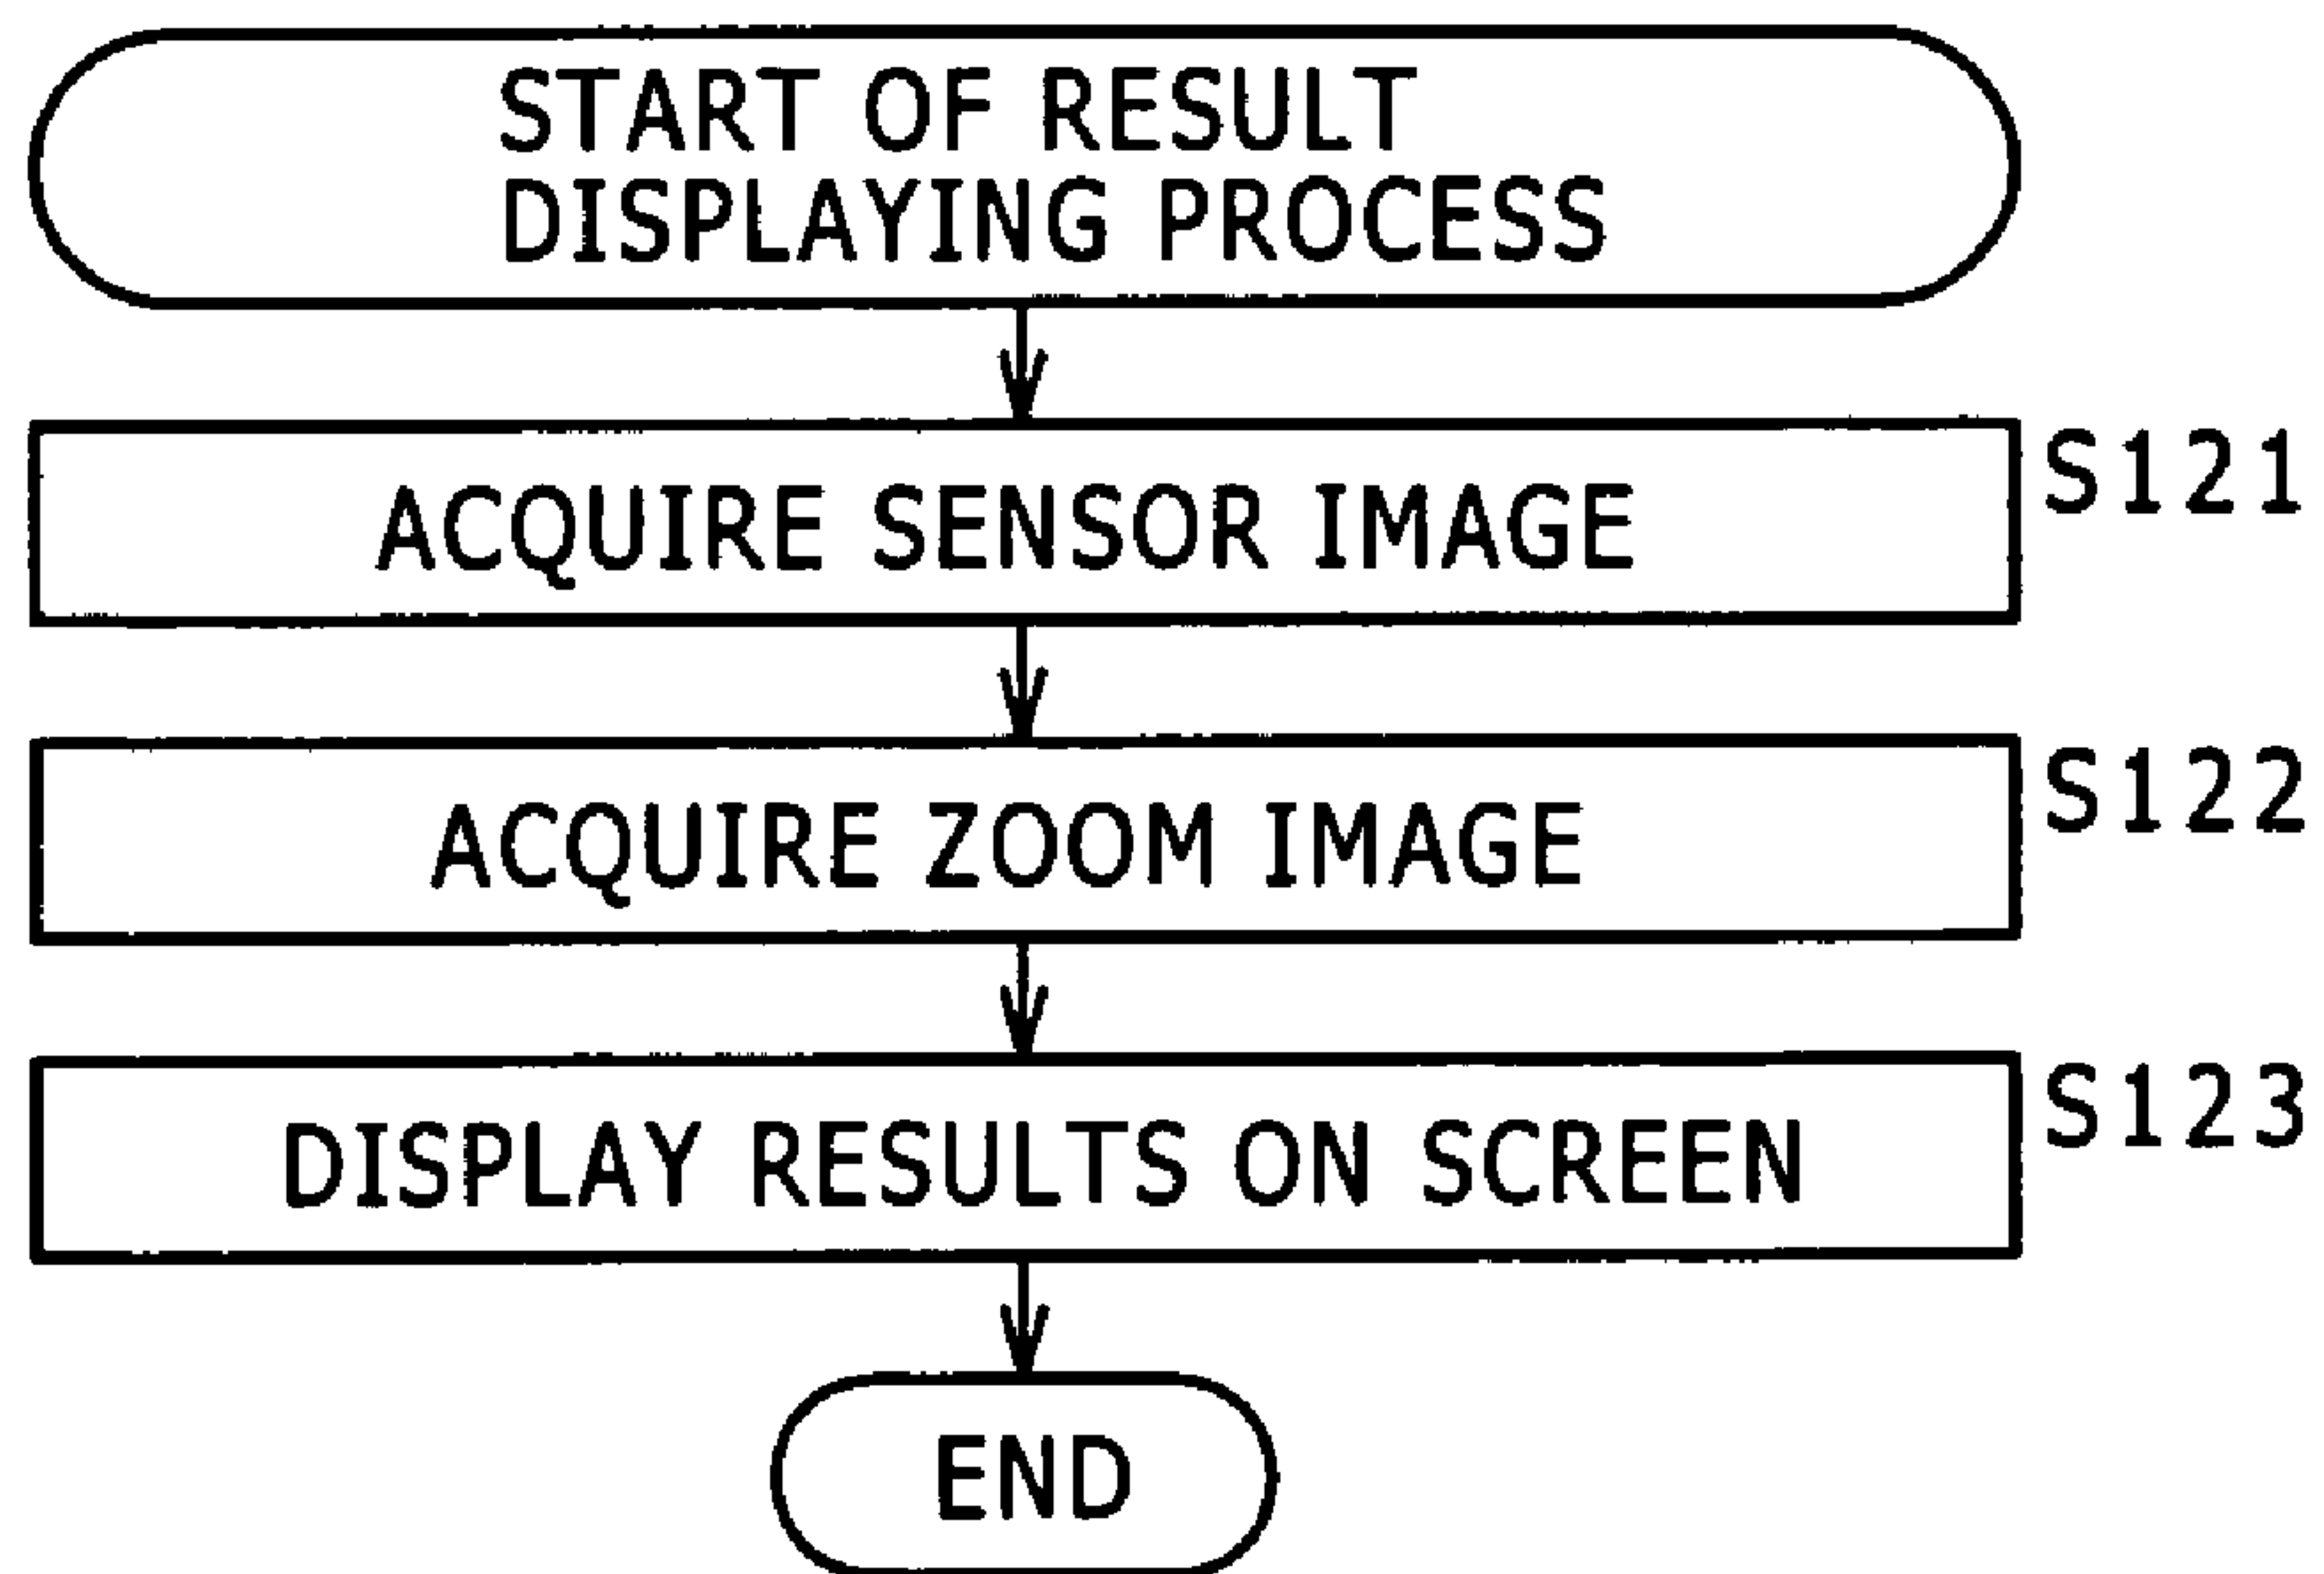 START OF RESULT
DISPLAYING PROCESS
S121
ACQUIRE SENSOR IMAGE
S122
ACQUIRE ZOOM IMAGE
S123
DISPLAY RESULTS ON SCREEN
END